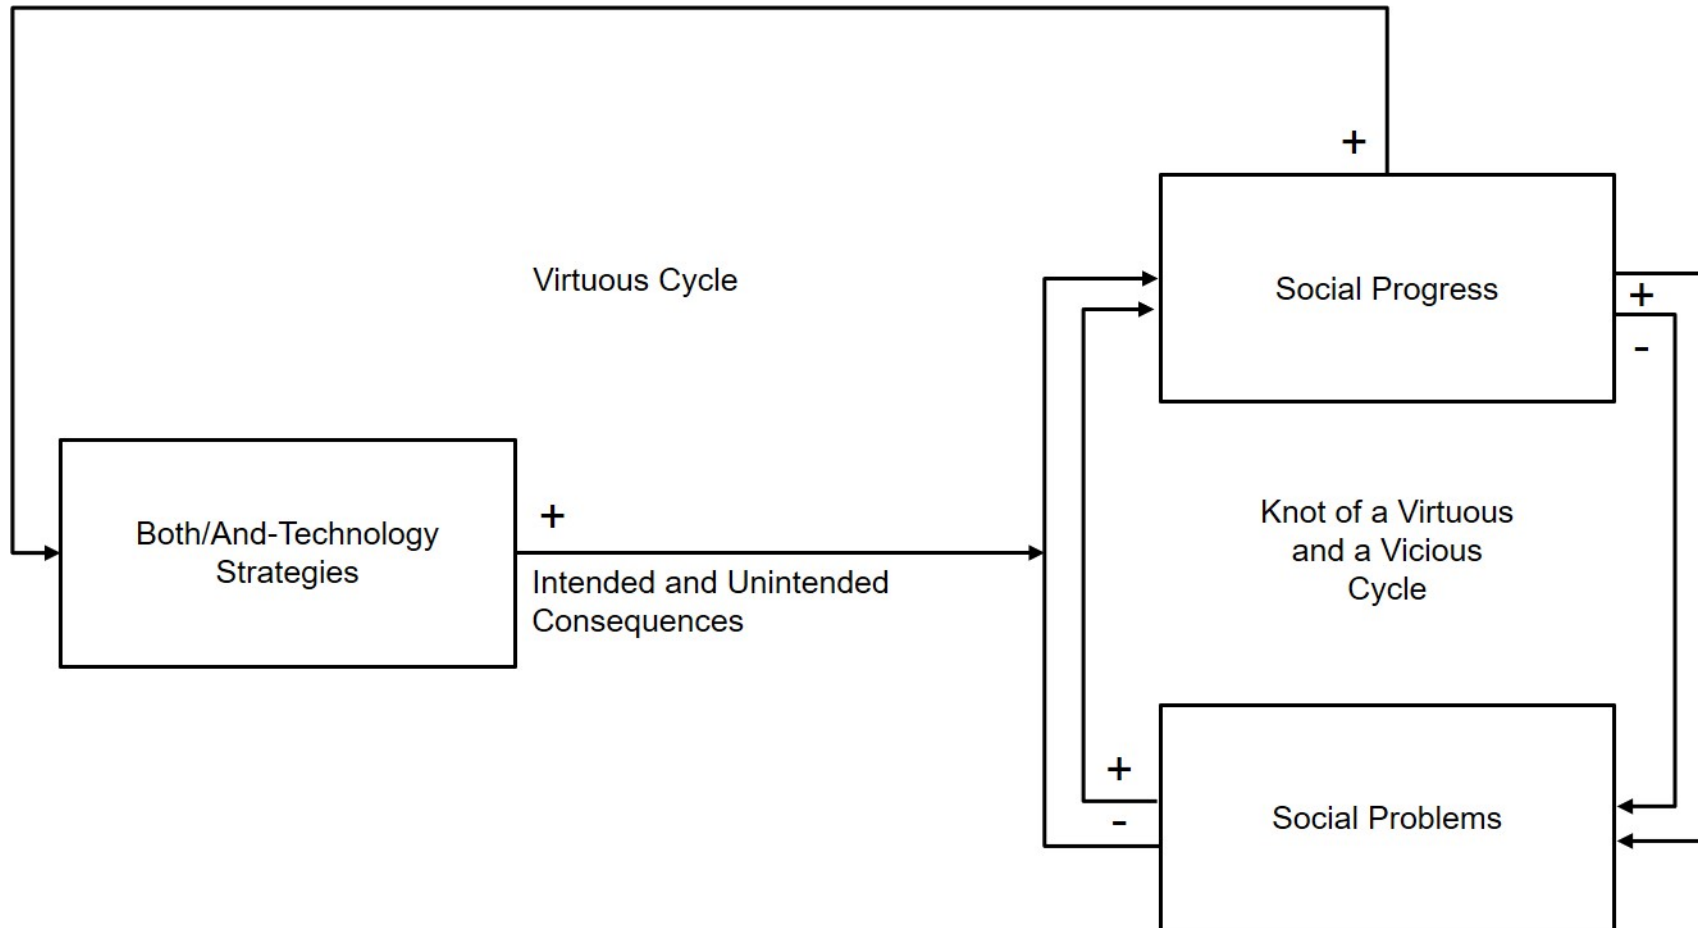 +
Virtuous Cycle
Social Progress
+
-
Both/And-Technology
Strategies
+
Intended and Unintended
Consequences
Knot of a Virtuous
and a Vicious
Cycle
+
-
Social Problems